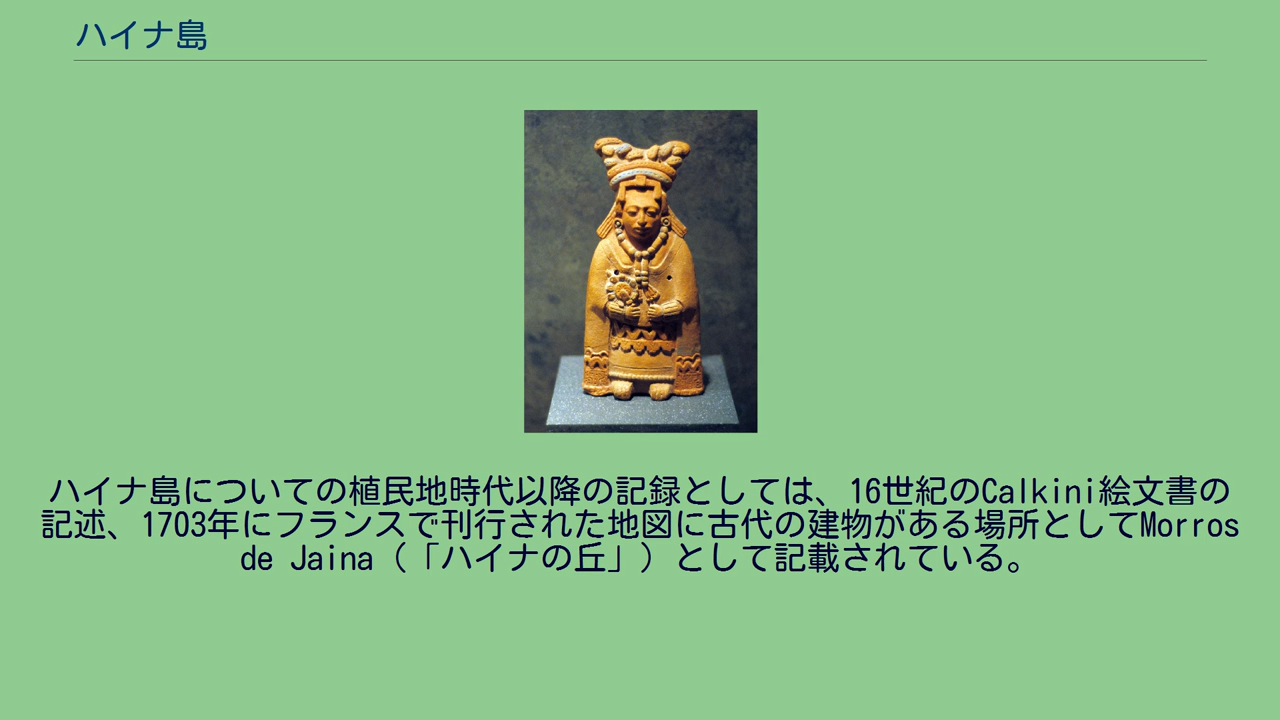 ハイナ島
ハイナ島についての植民地時代以降の記録としては、16世紀のCalkini絵文書の
記述、1703年にフランスで刊行された地図に古代の建物がある場所としてMorros
de Jaina（「ハイナの丘」）として記載されている。